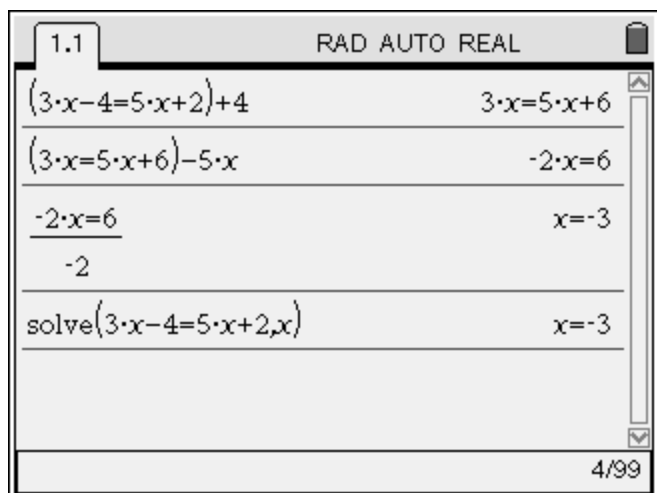 1.1 RAD AUTO REAL
(3·x−4=5·x+2)+4 3·x=5·x+6
(3·x=5·x+6)−5·x -2·x=6
-2·x=6 x=-3
-2
solve(3·x−4=5·x+2,x) x=-3
4/99